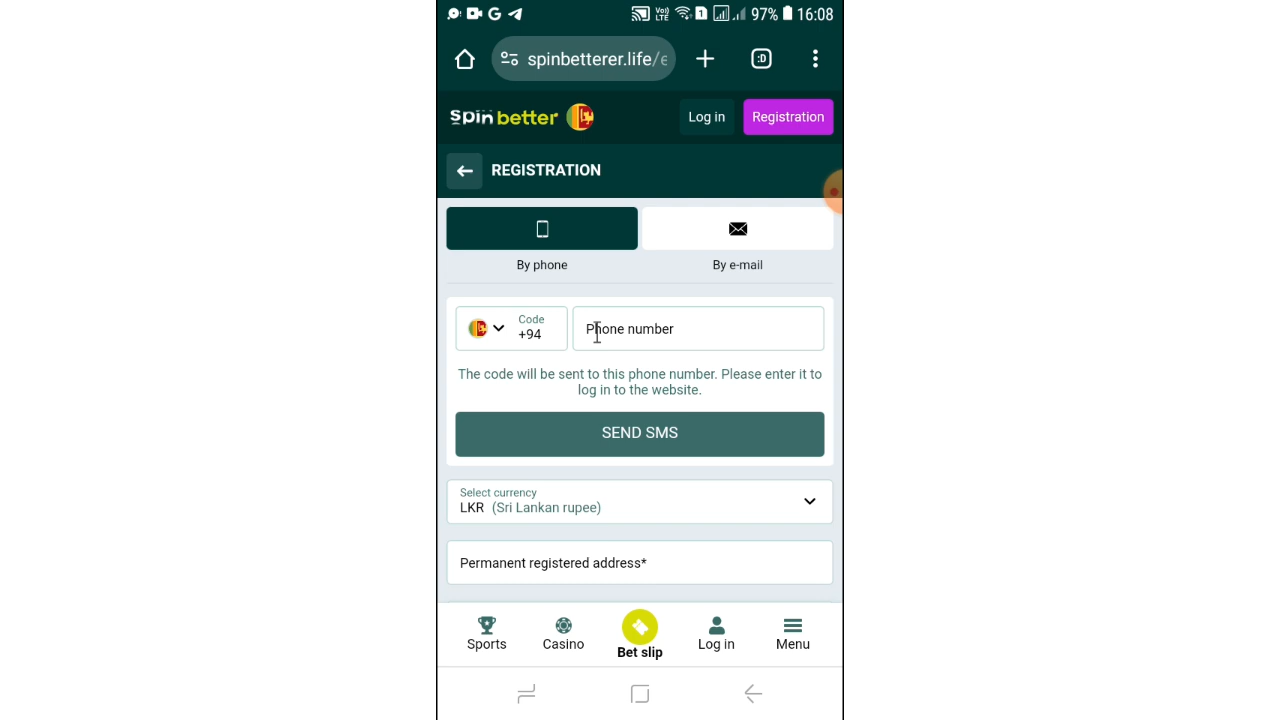 97% 16:08
spinbetterer.life/e
Spin better
Log in
Registration
REGISTRATION
By phone
By e-mail
Code
+94
Phone number
The code will be sent to this phone number. Please enter it to
log in to the website.
SEND SMS
Select currency
LKR (Sri Lankan rupee)
Permanent registered address*
Sports
Casino
Bet slip
Log in
Menu